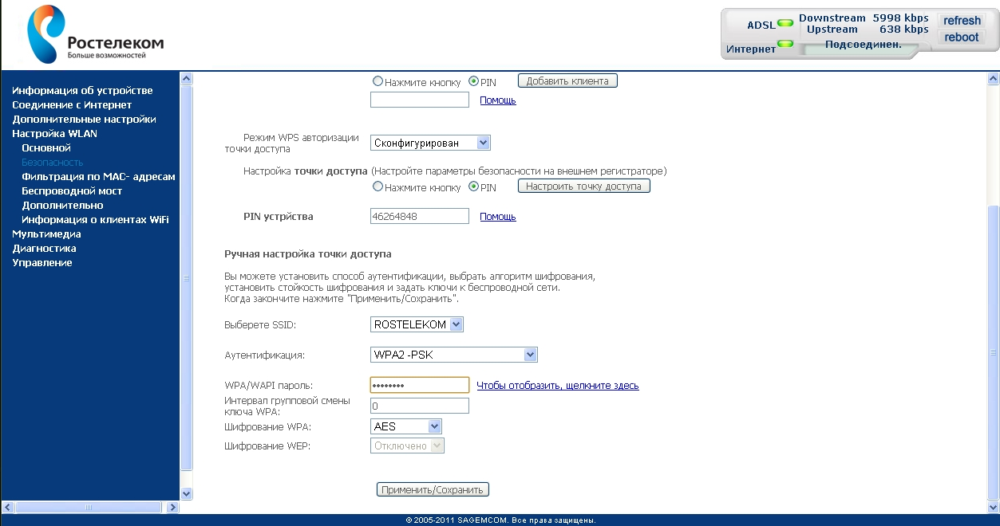 Ростелеком
Больше возможностей
ADSL
Downstream 5998 kbps
Upstream 638 kbps
refresh
Интернет
Подсоединен.
reboot
Информация об устройстве
Соединение с Интернет
Дополнительные настройки
Настройка WLAN
Основной
Безопасность
Фильтрация по MAC- адресам
Беспроводной мост
Дополнительно
Информация о клиентах WiFi
Мультимедиа
Диагностика
Управление
Нажмите кнопку PIN Добавить клиента
Помощь
Режим WPS авторизации
точки доступа
Сконфигурирован
Настройка точки доступа (Настройте параметры безопасности на внешнем регистраторе)
Нажмите кнопку PIN Настроить точку доступа
PIN устрйства 46264848 Помощь
Ручная настройка точки доступа
Вы можете установить способ аутентификации, выбрать алгоритм шифрования,
установить стойкость шифрования и задать ключи к беспроводной сети.
Когда закончите нажмите "Применить/Сохранить".
Выберете SSID: ROSTELEKOM
Аутентификация: WPA2 -PSK
WPA/WAPI пароль: •••••••• Чтобы отобразить, щелкните здесь
Интервал групповой смены
ключа WPA:
0
Шифрование WPA: AES
Шифрование WEP: Отключено
Применить/Сохранить
© 2005-2011 SAGEMCOM. Все права защищены.